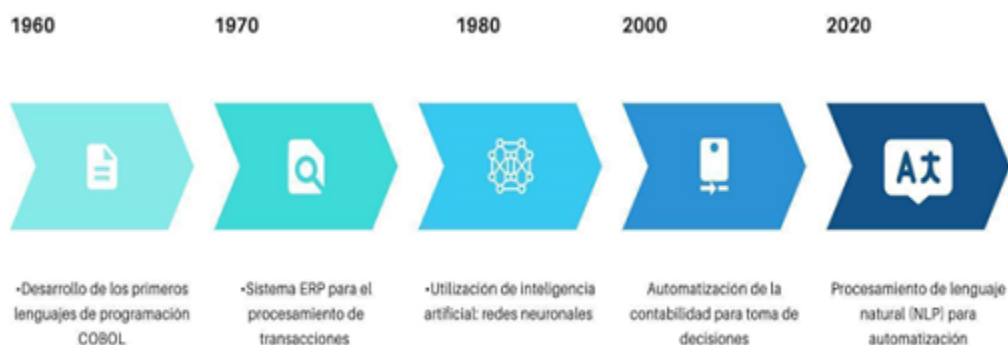 1960
1970
1980
2000
2020
A文
•Desarrollo de los primeros
lenguajes de programación
COBOL
•Sistema ERP para el
procesamiento de
transacciones
•Utilización de inteligencia
artificial: redes neuronales
Automatización de la
contabilidad para toma de
decisiones
Procesamiento de lenguaje
natural (NLP) para
automatización